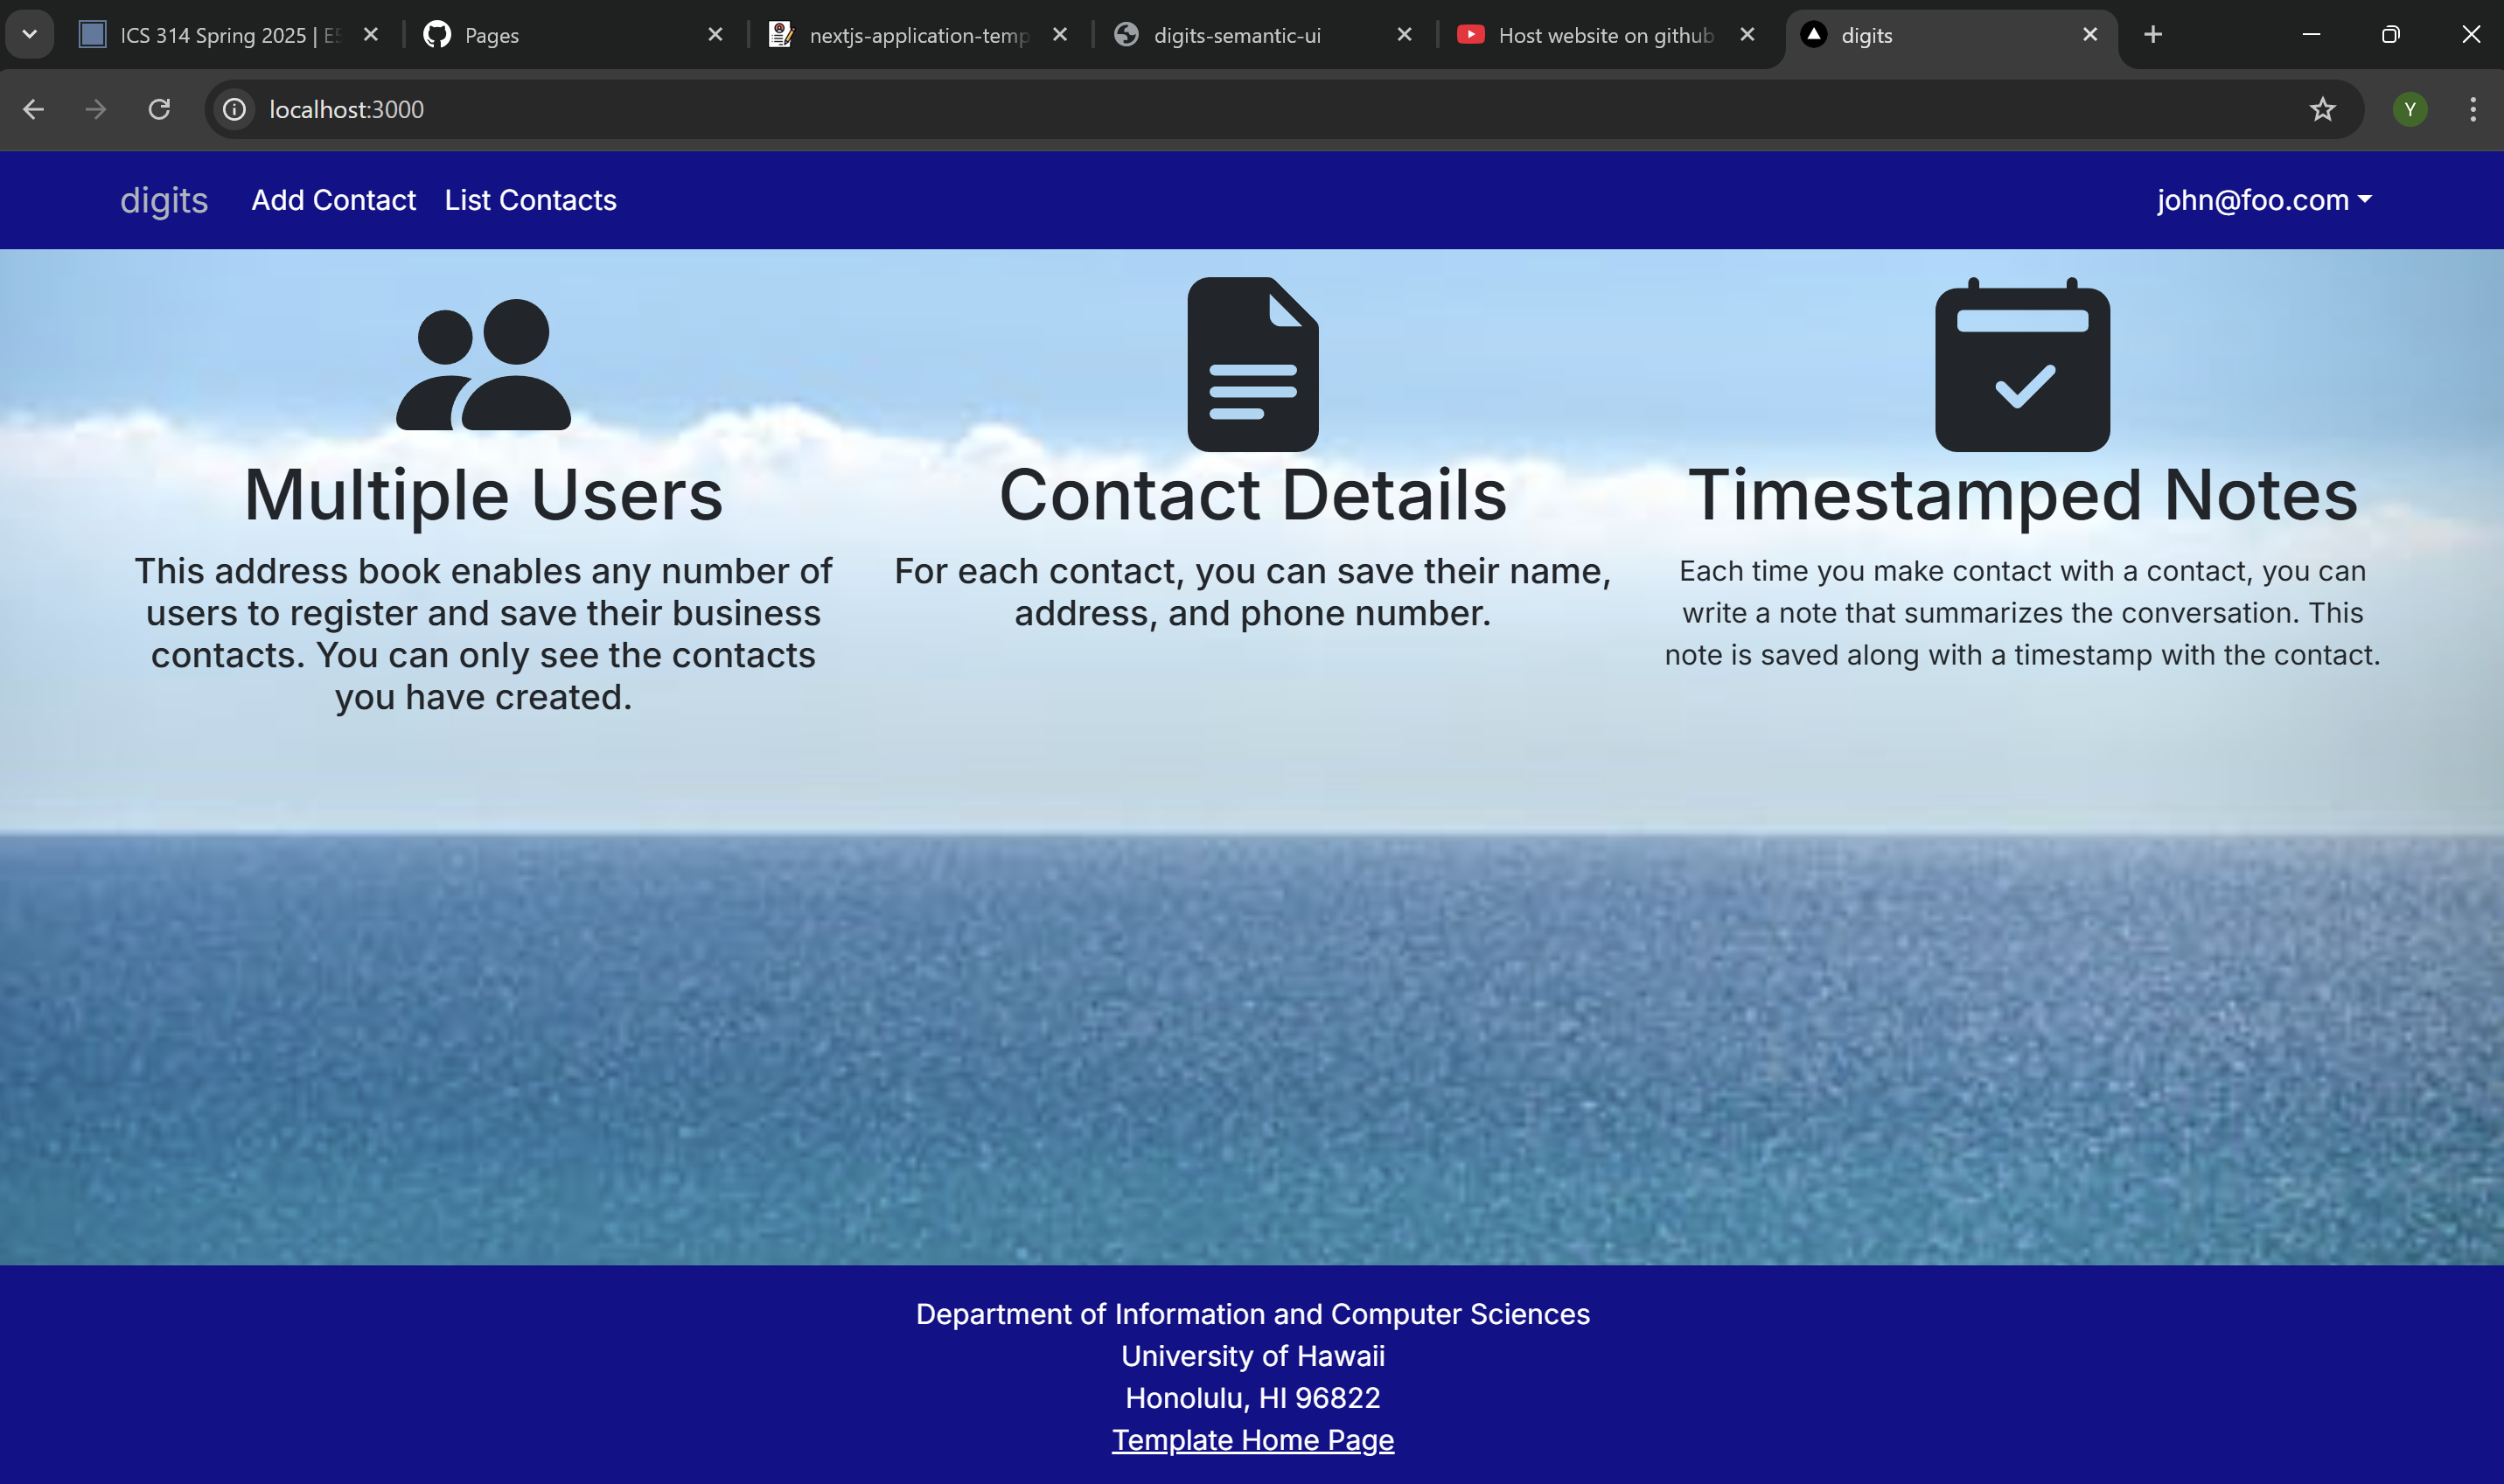 ICS 314 Spring 2025 | E5
Pages
nextjs-application-temp
digits-semantic-ui
Host website on github
digits
localhost:3000
Y
digits
Add Contact
List Contacts
john@foo.com
Multiple Users
This address book enables any number of
users to register and save their business
contacts. You can only see the contacts
you have created.
Contact Details
For each contact, you can save their name,
address, and phone number.
Timestamped Notes
Each time you make contact with a contact, you can
write a note that summarizes the conversation. This
note is saved along with a timestamp with the contact.
Department of Information and Computer Sciences
University of Hawaii
Honolulu, HI 96822
Template Home Page